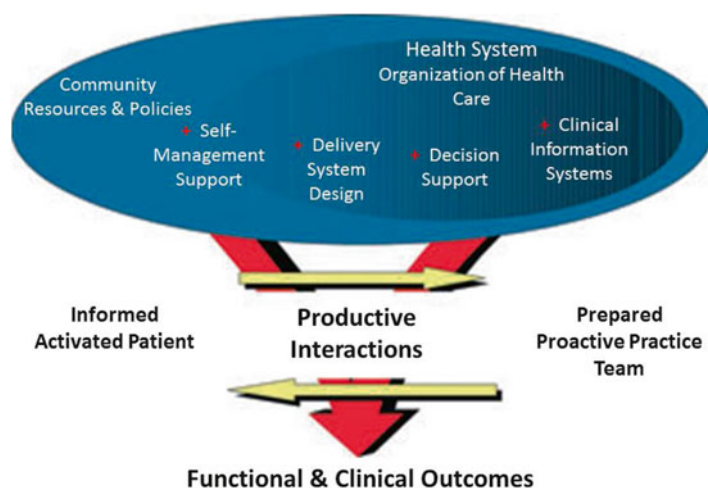 Community
Resources & Policies
Health System
Organization of Health
Care
Self-
Management
Support
Delivery
System
Design
Decision
Support
Clinical
Information
Systems
Informed
Activated Patient
Productive
Interactions
Prepared
Proactive Practice
Team
Functional & Clinical Outcomes